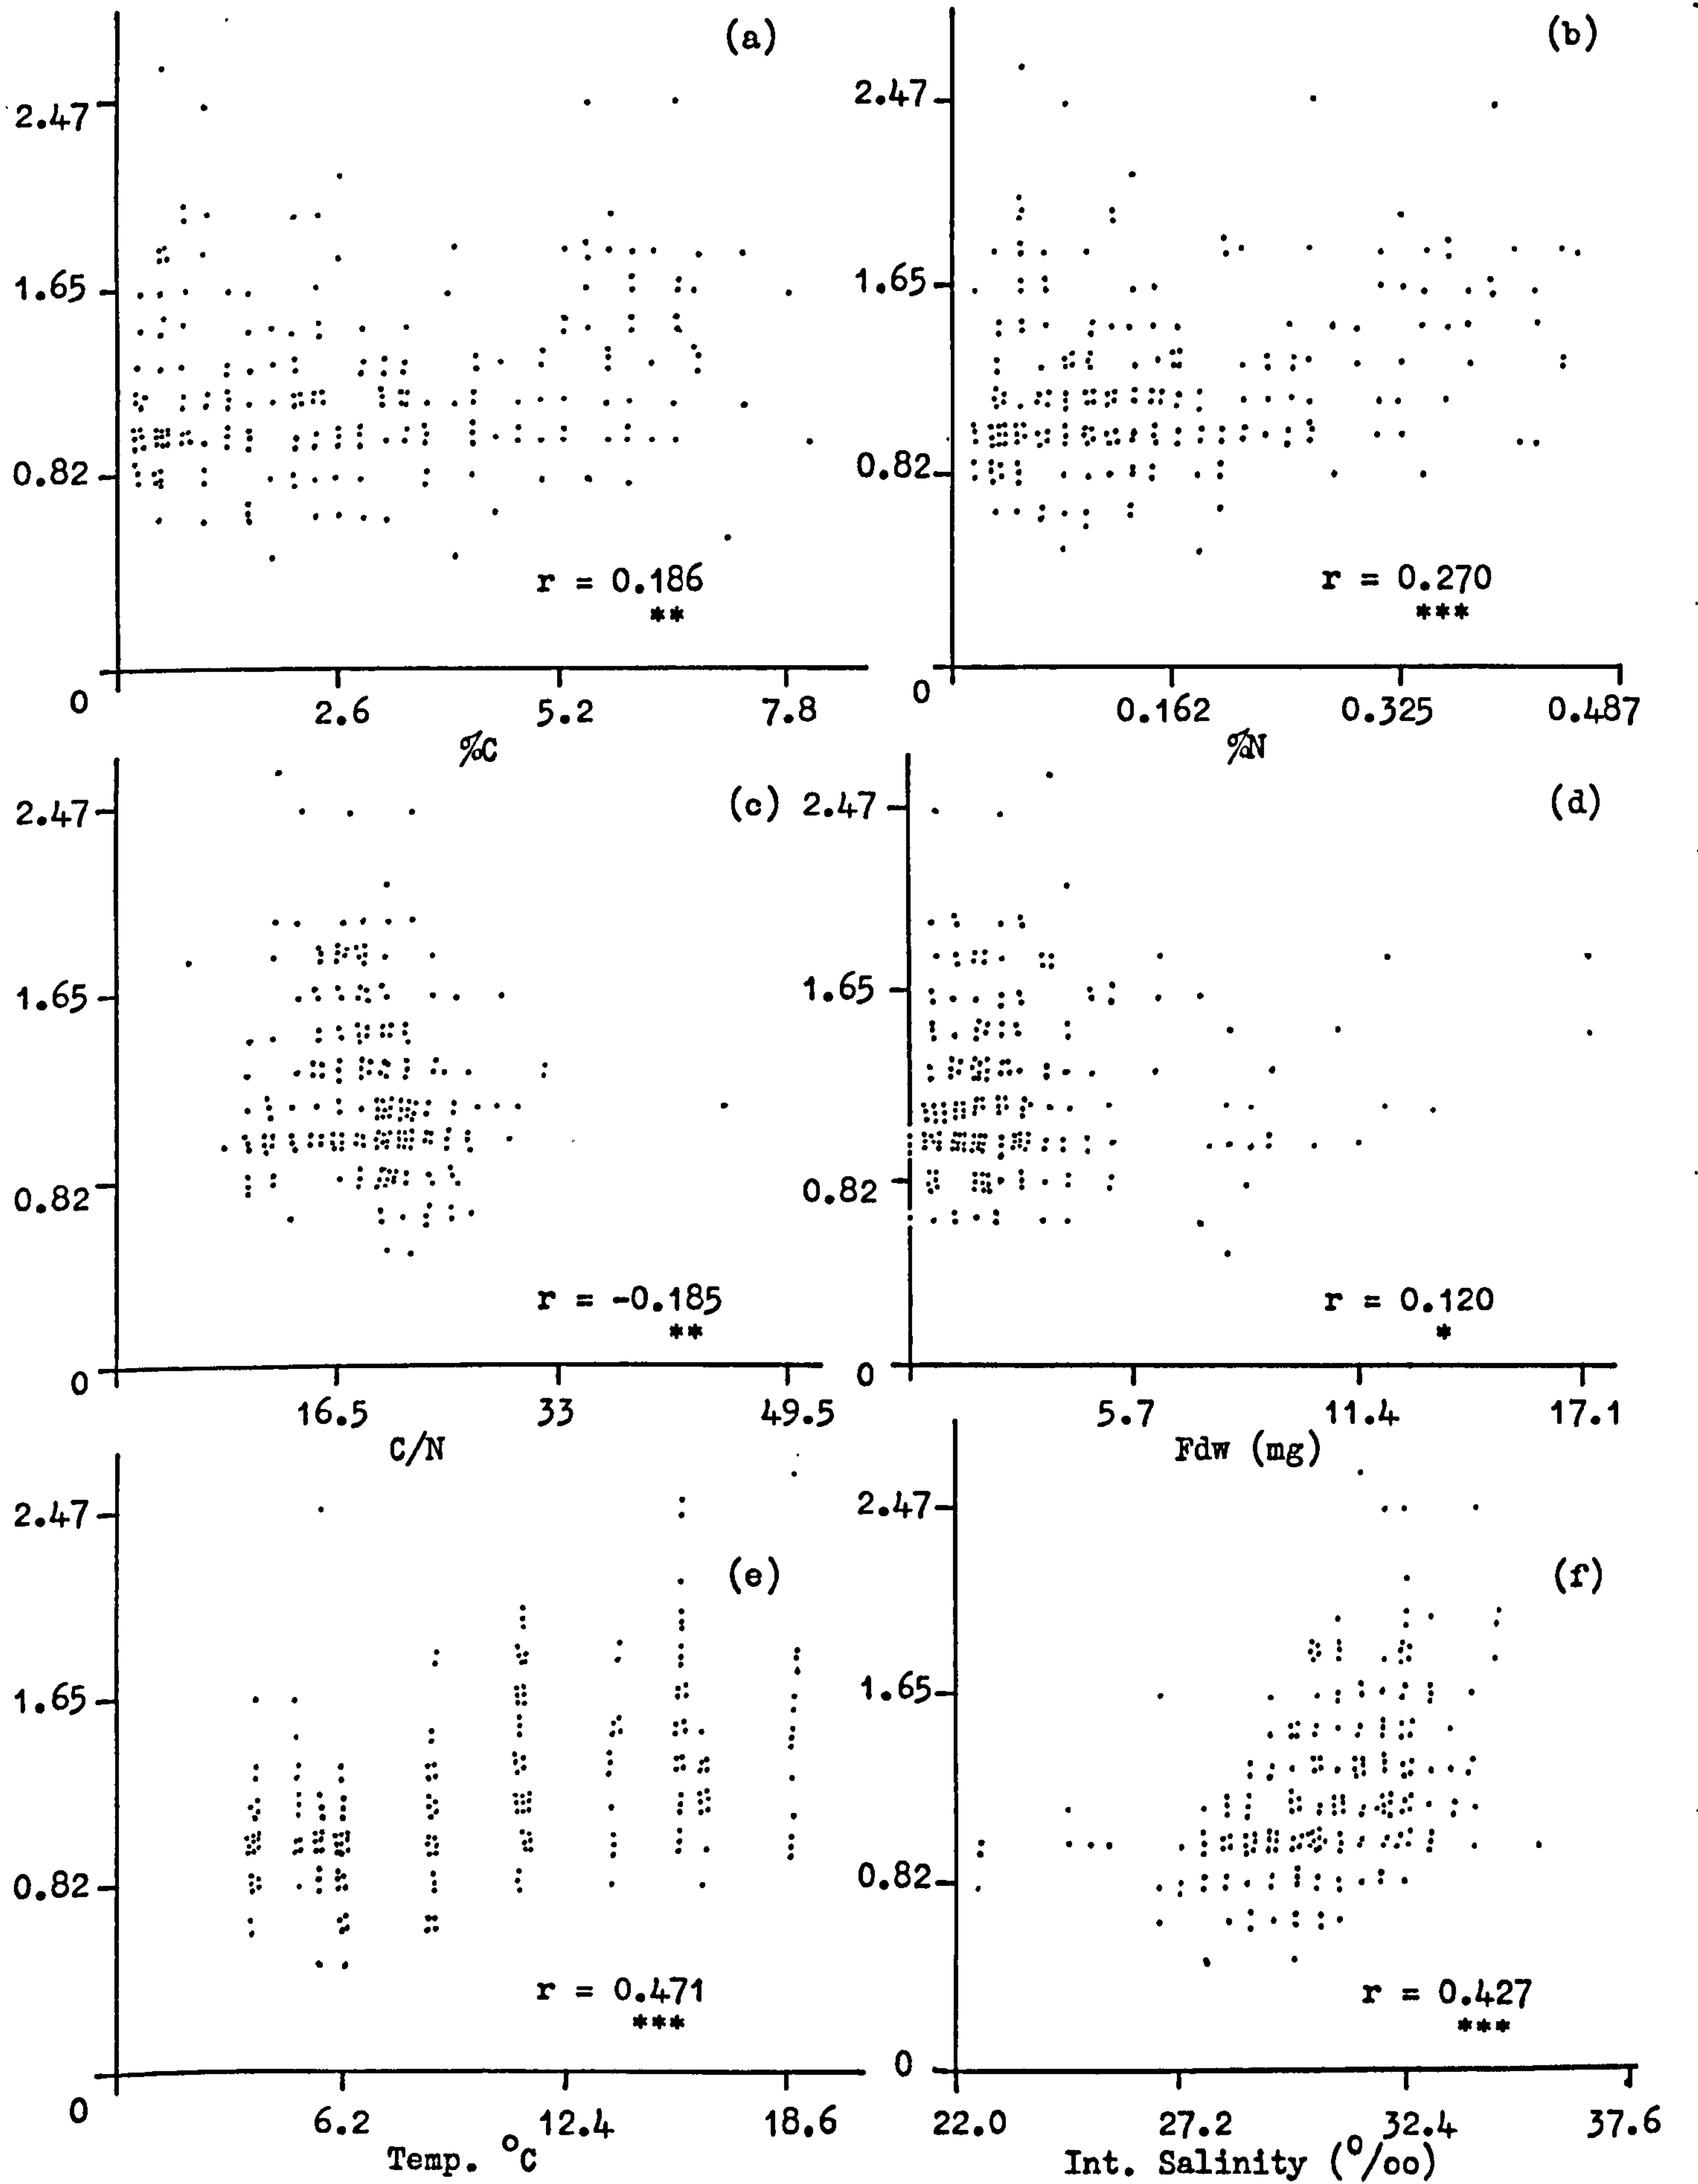 (a)
2.47
1.65
0.82
r = 0.186
**
0
2.6 5.2 7.8
%C
(b)
2.47
1.65
0.82
r = 0.270
***
0
0.162 0.325 0.487
%N
(c)
2.47
1.65
0.82
r = -0.185
**
0
16.5 33 49.5
C/N
(d)
2.47
1.65
0.82
r = 0.120
*
0
5.7 11.4 17.1
Fdw (mg)
(e)
2.47
1.65
0.82
r = 0.471
***
0
6.2 12.4 18.6
Temp. °C
(f)
2.47
1.65
0.82
r = 0.427
***
0
22.0 27.2 32.4 37.6
Int. Salinity (°/oo)